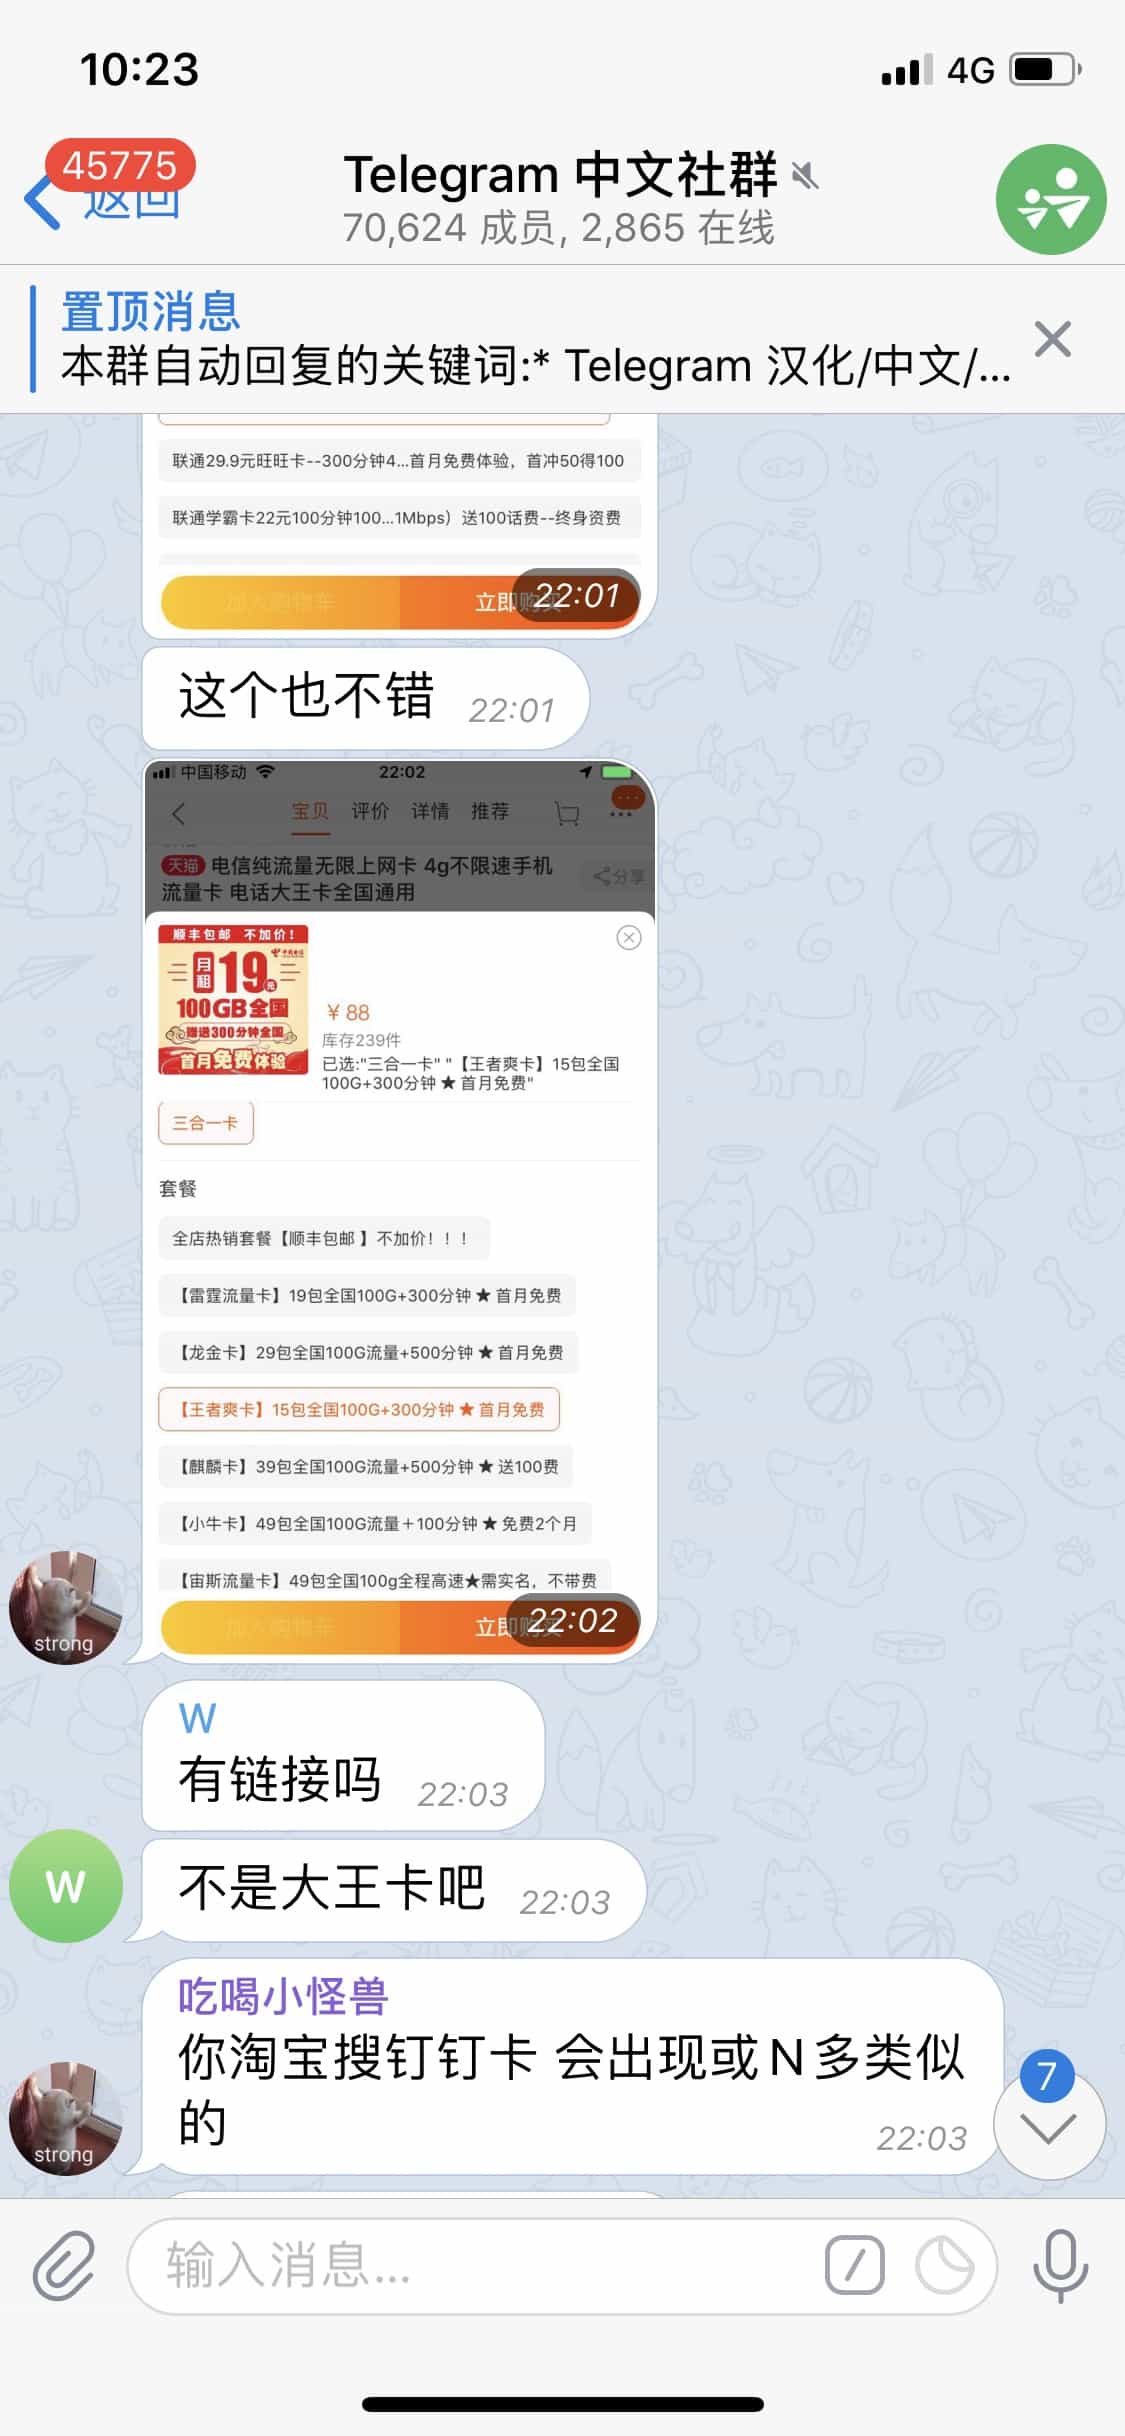 10:23
4G
45775
返回
Telegram 中文社群
70,624 成员, 2,865 在线
置顶消息
本群自动回复的关键词:* Telegram 汉化/中文/...
联通29.9元旺旺卡--300分钟4...首月免费体验，首冲50得100
联通学霸卡22元100分钟100...1Mbps）送100话费--终身资费
加入购物车
立即购买
22:01
这个也不错 22:01
中国移动
22:02
宝贝 评价 详情 推荐
天猫 电信纯流量无限上网卡 4g不限速手机
流量卡 电话大王卡全国通用
分享
顺丰包邮 不加价！
月租19元
100GB全国
赠送300分钟全国
首月免费体验
¥ 88
库存239件
已选:"三合一卡" "【王者爽卡】15包全国
100G+300分钟 ★ 首月免费"
三合一卡
套餐
全店热销套餐【顺丰包邮 】不加价！！！
【雷霆流量卡】19包全国100G+300分钟 ★ 首月免费
【龙金卡】29包全国100G流量+500分钟 ★ 首月免费
【王者爽卡】15包全国100G+300分钟 ★ 首月免费
【麒麟卡】39包全国100G流量+500分钟 ★ 送100费
【小牛卡】49包全国100G流量＋100分钟 ★ 免费2个月
【宙斯流量卡】49包全国100g全程高速★需实名，不带费
加入购物车
立即购买
22:02
strong
W
有链接吗 22:03
W
不是大王卡吧 22:03
吃喝小怪兽
你淘宝搜钉钉卡 会出现或N多类似
的
22:03
strong
7
输入消息...